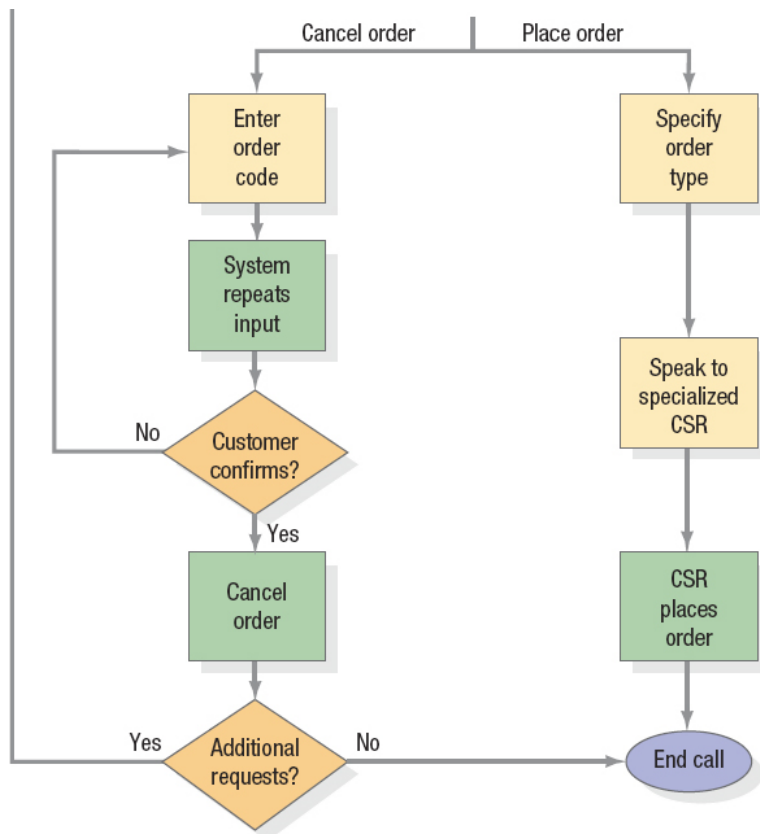 Cancel order
Place order
Enter
order
code
Specify
order
type
System
repeats
input
Speak to
specialized
CSR
No
Customer
confirms?
Yes
Cancel
order
CSR
places
order
Yes
Additional
requests?
No
End call